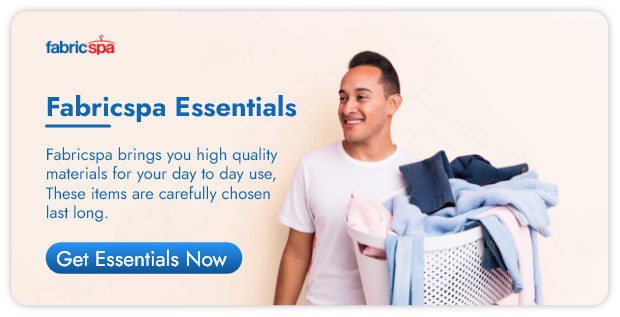 fabricspa
Fabricspa Essentials
Fabricspa brings you high quality
materials for your day to day use,
These items are carefully chosen
last long.
Get Essentials Now